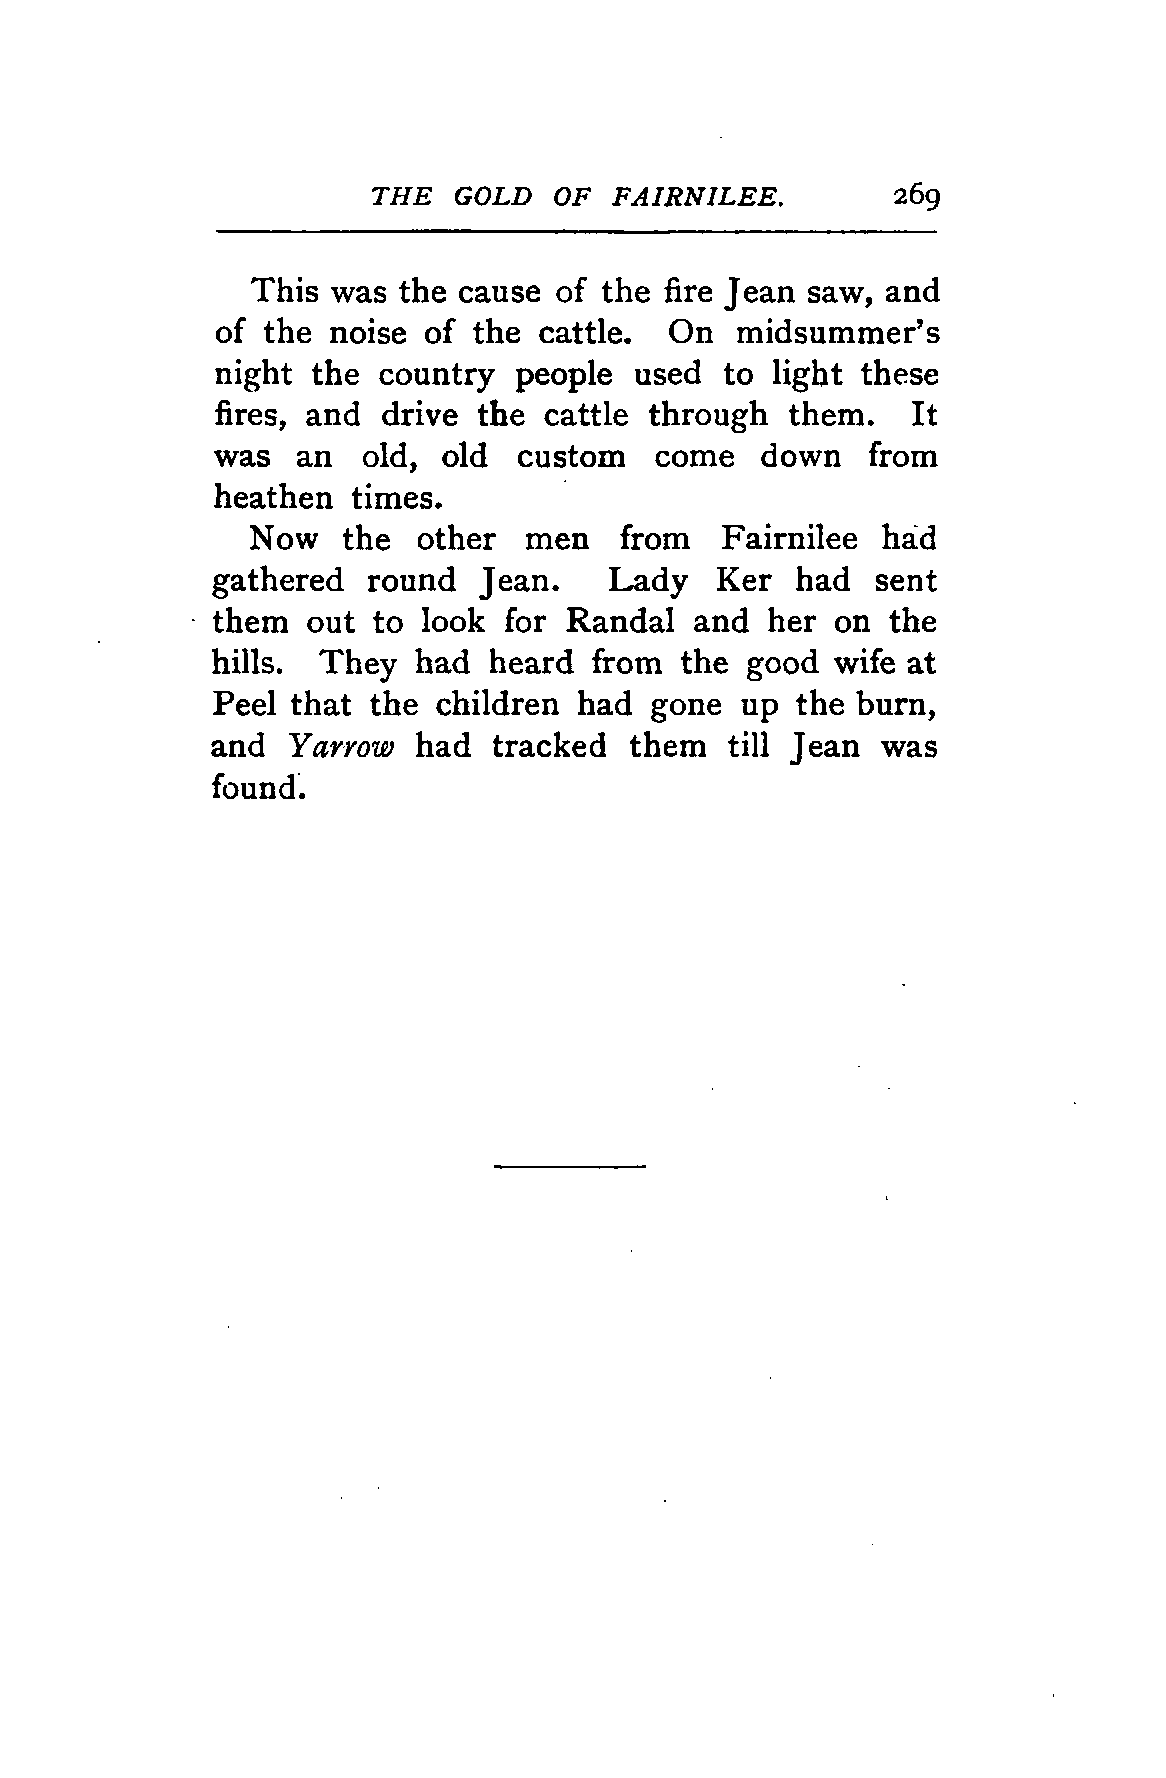 THE GOLD OF FAIRNILEE. 269
This was the cause of the fire Jean saw, and
of the noise of the cattle. On midsummer's
night the country people used to light these
fires, and drive the cattle through them. It
was an old, old custom come down from
heathen times.
Now the other men from Fairnilee had
gathered round Jean. Lady Ker had sent
them out to look for Randal and her on the
hills. They had heard from the good wife at
Peel that the children had gone up the burn,
and Yarrow had tracked them till Jean was
found.